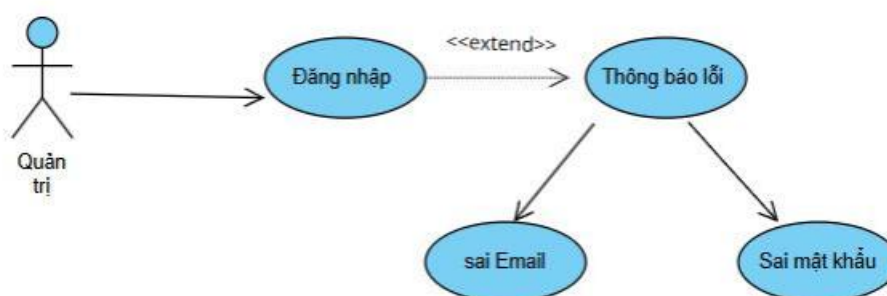 <<extend>>
Đăng nhập
Thông báo lỗi
Quản
trị
sai Email
Sai mật khẩu